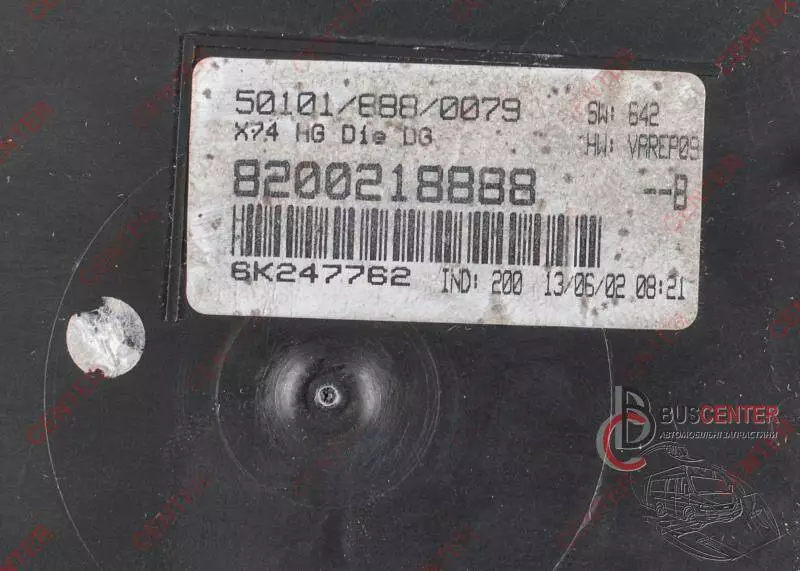 50101/888/0079
SW: 642
X74 HG Die DG
HW: VRREP09
8200218888
--B
6K247762 IND: 200 13/06/02 08:21
BUSCENTER
АВТОМОБІЛЬНІ ЗАПЧАСТИНИ